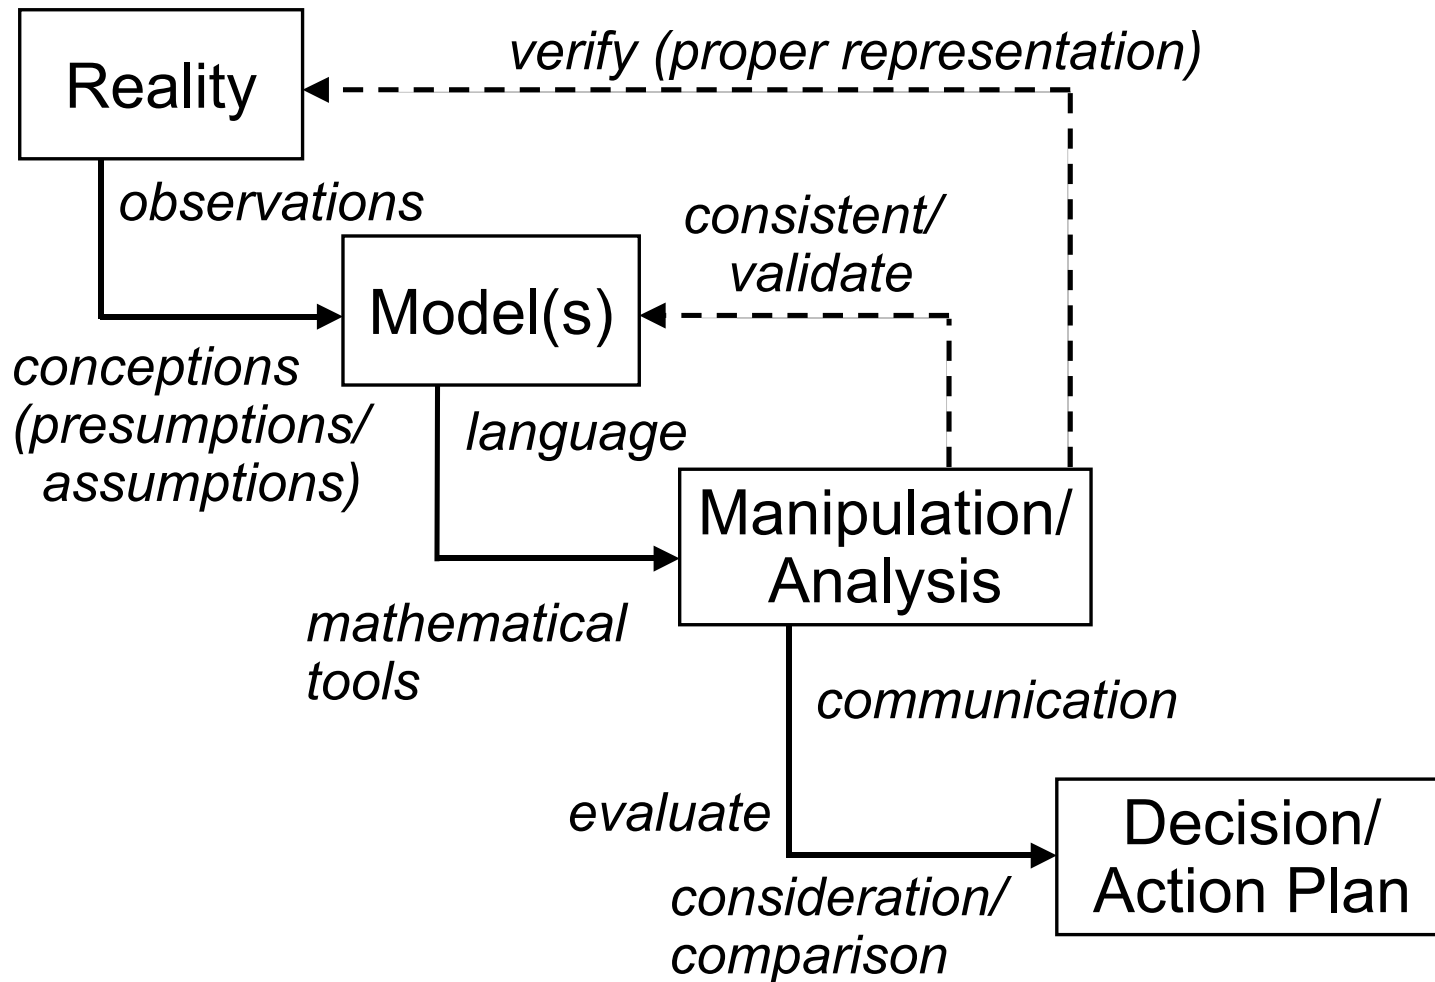 verify (proper representation)
Reality
observations
consistent/
validate
Model(s)
conceptions
(presumptions/
assumptions)
language
Manipulation/
Analysis
mathematical
tools
communication
evaluate
Decision/
Action Plan
consideration/
comparison